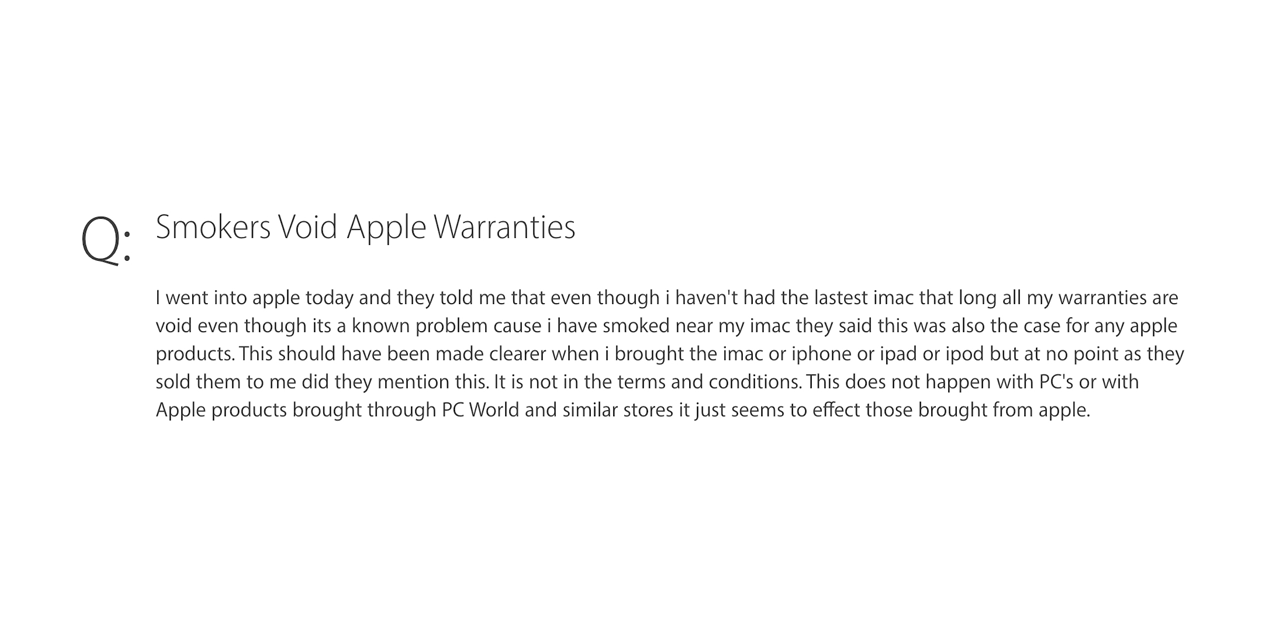 Q: Smokers Void Apple Warranties
I went into apple today and they told me that even though i haven't had the lastest imac that long all my warranties are
void even though its a known problem cause i have smoked near my imac they said this was also the case for any apple
products. This should have been made clearer when i brought the imac or iphone or ipad or ipod but at no point as they
sold them to me did they mention this. It is not in the terms and conditions. This does not happen with PC's or with
Apple products brought through PC World and similar stores it just seems to effect those brought from apple.